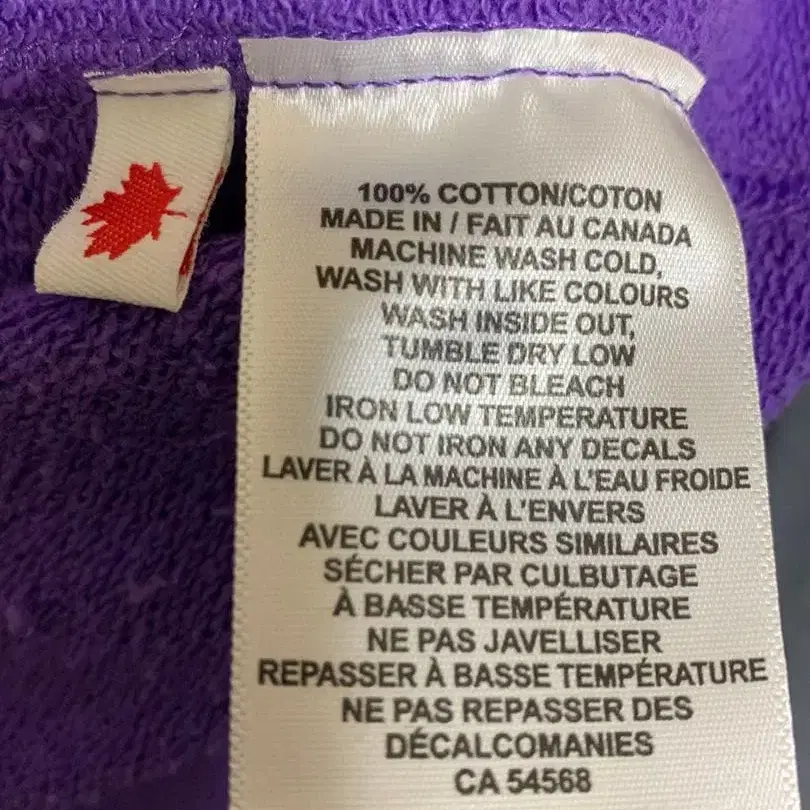 100% COTTON/COTON
MADE IN / FAIT AU CANADA
MACHINE WASH COLD,
WASH WITH LIKE COLOURS
WASH INSIDE OUT,
TUMBLE DRY LOW
DO NOT BLEACH
IRON LOW TEMPERATURE
DO NOT IRON ANY DECALS
LAVER À LA MACHINE À L'EAU FROIDE
LAVER À L'ENVERS
AVEC COULEURS SIMILAIRES
SÉCHER PAR CULBUTAGE
À BASSE TEMPÉRATURE
NE PAS JAVELLISER
REPASSER À BASSE TEMPÉRATURE
NE PAS REPASSER DES
DÉCALCOMANIES
CA 54568